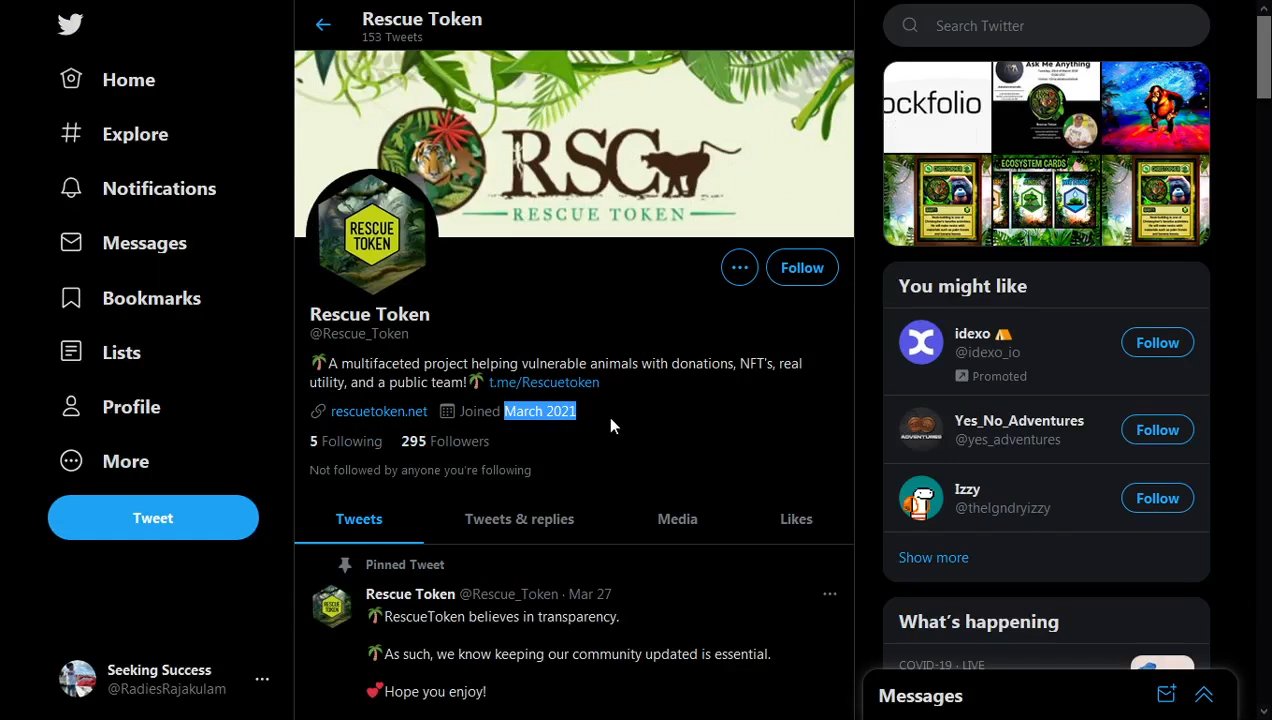 Home
Explore
Notifications
Messages
Bookmarks
Lists
Profile
More
Tweet
Seeking Success
@RadiesRajakulam
Rescue Token
153 Tweets
RSC
RESCUE TOKEN
RESCUE
TOKEN
Follow
Rescue Token
@Rescue_Token
🌴A multifaceted project helping vulnerable animals with donations, NFT's, real
utility, and a public team!🌴 t.me/Rescuetoken
rescuetoken.net Joined March 2021
5 Following 295 Followers
Not followed by anyone you're following
Tweets Tweets & replies Media Likes
Pinned Tweet
Rescue Token @Rescue_Token · Mar 27
🌴RescueToken believes in transparency.
🌴As such, we know keeping our community updated is essential.
💕Hope you enjoy!
Search Twitter
ockfolio
Ask Me Anything
ECOSYSTEM CARDS
You might like
idexo
@idexo_io
Promoted
Follow
Yes_No_Adventures
@yes_adventures
Follow
Izzy
@thelgndryizzy
Follow
Show more
What's happening
COVID-19 · LIVE
Messages